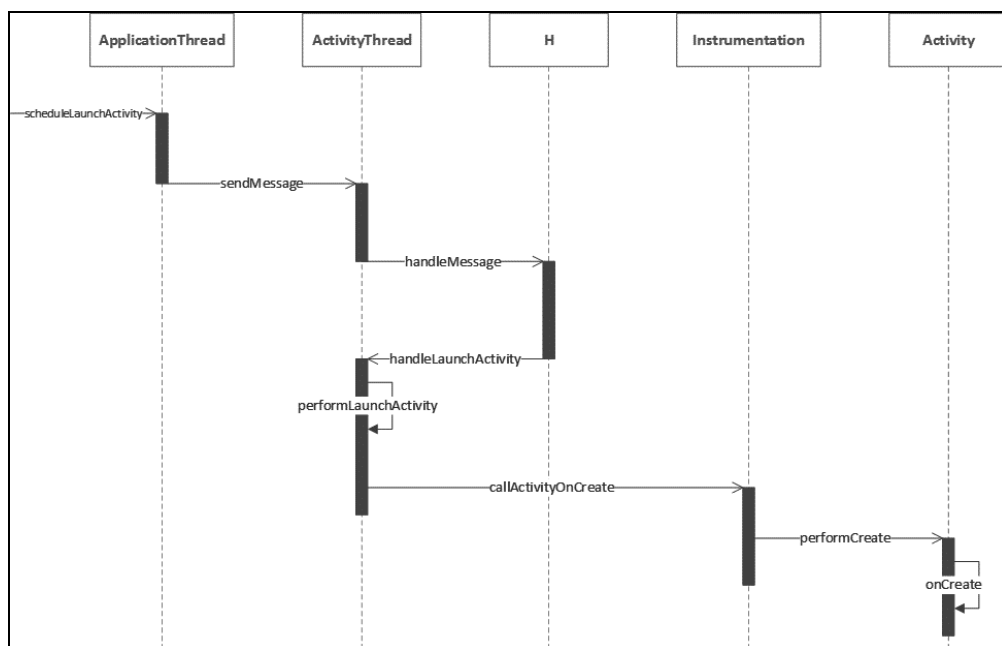 ApplicationThread
ActivityThread
H
Instrumentation
Activity
scheduleLaunchActivity
sendMessage
handleMessage
handleLaunchActivity
performLaunchActivity
callActivityOnCreate
performCreate
onCreate